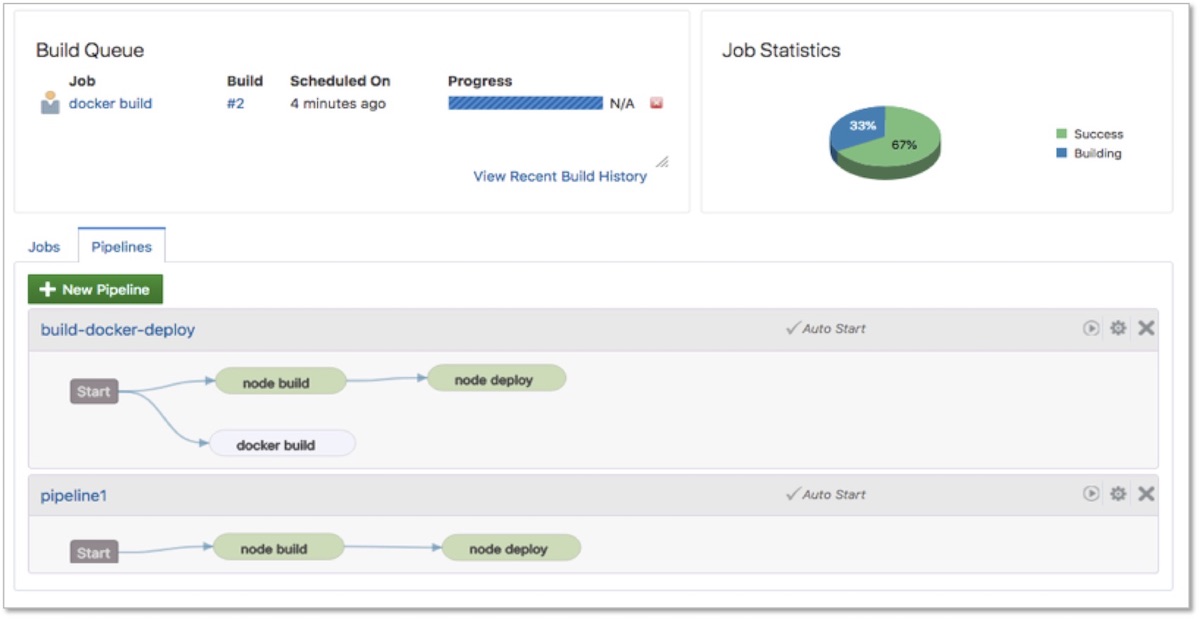 Build Queue
Job Build Scheduled On Progress
docker build #2 4 minutes ago N/A
View Recent Build History
Job Statistics
33%
67%
Success
Building
Jobs Pipelines
New Pipeline
build-docker-deploy Auto Start
Start node build node deploy
docker build
pipeline1 Auto Start
Start node build node deploy